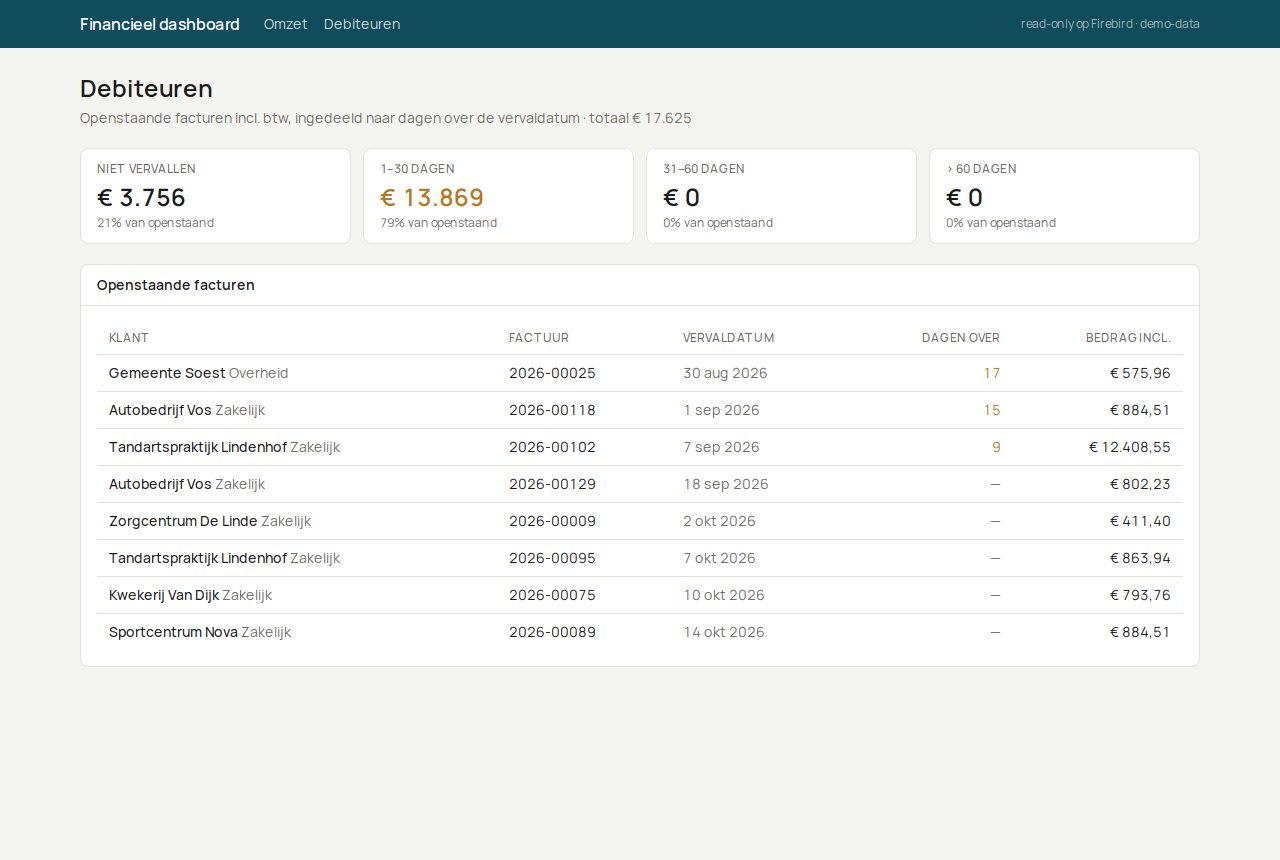 Financieel dashboard Omzet Debiteuren read-only op Firebird · demo-data
Debiteuren
Openstaande facturen incl. btw, ingedeeld naar dagen over de vervaldatum · totaal € 17.625
NIET VERVALLEN 1–30 DAGEN 31–60 DAGEN > 60 DAGEN
€ 3.756 € 13.869 € 0 € 0
21% van openstaand 79% van openstaand 0% van openstaand 0% van openstaand
Openstaande facturen
KLANT FACTUUR VERVALDATUM DAGEN OVER BEDRAG INCL.
Gemeente Soest Overheid 2026-00025 30 aug 2026 17 € 575,96
Autobedrijf Vos Zakelijk 2026-00118 1 sep 2026 15 € 884,51
Tandartspraktijk Lindenhof Zakelijk 2026-00102 7 sep 2026 9 € 12.408,55
Autobedrijf Vos Zakelijk 2026-00129 18 sep 2026 — € 802,23
Zorgcentrum De Linde Zakelijk 2026-00009 2 okt 2026 — € 411,40
Tandartspraktijk Lindenhof Zakelijk 2026-00095 7 okt 2026 — € 863,94
Kwekerij Van Dijk Zakelijk 2026-00075 10 okt 2026 — € 793,76
Sportcentrum Nova Zakelijk 2026-00089 14 okt 2026 — € 884,51